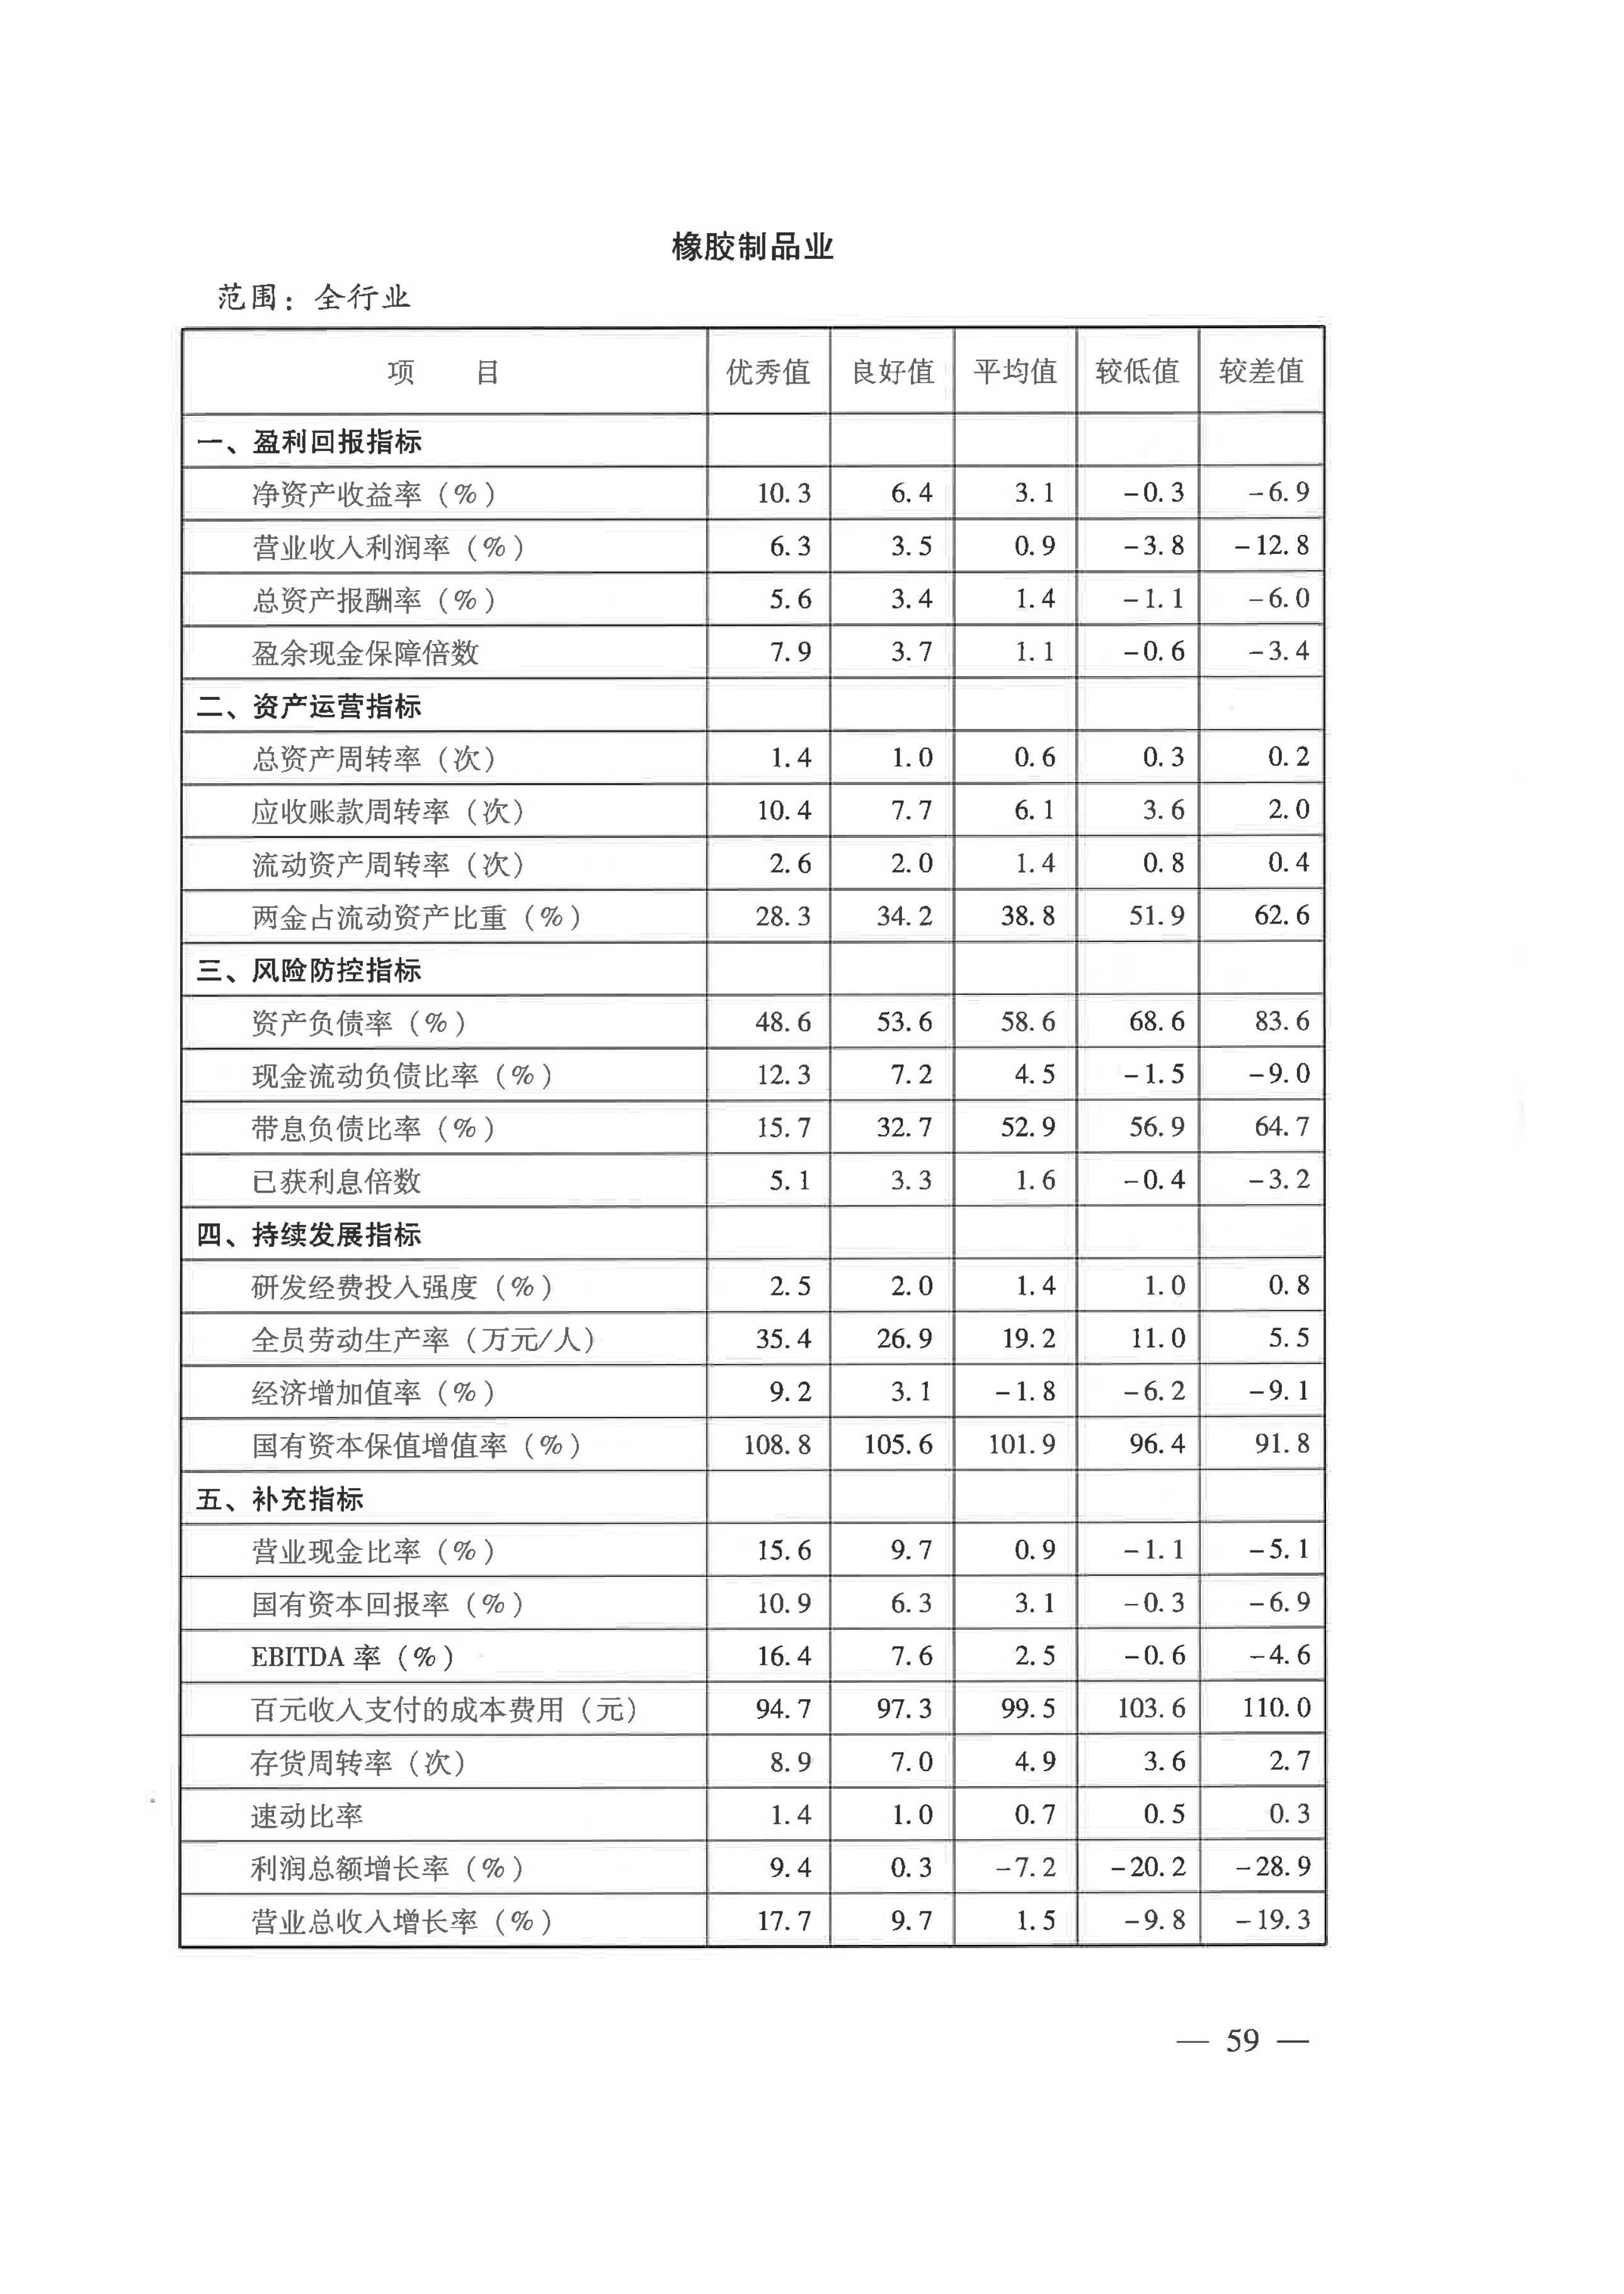 橡胶制品业
范围：全行业
项 目 优秀值 良好值 平均值 较低值 较差值
一、盈利回报指标
净资产收益率（%） 10.3 6.4 3.1 -0.3 -6.9
营业收入利润率（%） 6.3 3.5 0.9 -3.8 -12.8
总资产报酬率（%） 5.6 3.4 1.4 -1.1 -6.0
盈余现金保障倍数 7.9 3.7 1.1 -0.6 -3.4
二、资产运营指标
总资产周转率（次） 1.4 1.0 0.6 0.3 0.2
应收账款周转率（次） 10.4 7.7 6.1 3.6 2.0
流动资产周转率（次） 2.6 2.0 1.4 0.8 0.4
两金占流动资产比重（%） 28.3 34.2 38.8 51.9 62.6
三、风险防控指标
资产负债率（%） 48.6 53.6 58.6 68.6 83.6
现金流动负债比率（%） 12.3 7.2 4.5 -1.5 -9.0
带息负债比率（%） 15.7 32.7 52.9 56.9 64.7
已获利息倍数 5.1 3.3 1.6 -0.4 -3.2
四、持续发展指标
研发经费投入强度（%） 2.5 2.0 1.4 1.0 0.8
全员劳动生产率（万元/人） 35.4 26.9 19.2 11.0 5.5
经济增加值率（%） 9.2 3.1 -1.8 -6.2 -9.1
国有资本保值增值率（%） 108.8 105.6 101.9 96.4 91.8
五、补充指标
营业现金比率（%） 15.6 9.7 0.9 -1.1 -5.1
国有资本回报率（%） 10.9 6.3 3.1 -0.3 -6.9
EBITDA 率（%） 16.4 7.6 2.5 -0.6 -4.6
百元收入支付的成本费用（元） 94.7 97.3 99.5 103.6 110.0
存货周转率（次） 8.9 7.0 4.9 3.6 2.7
速动比率 1.4 1.0 0.7 0.5 0.3
利润总额增长率（%） 9.4 0.3 -7.2 -20.2 -28.9
营业总收入增长率（%） 17.7 9.7 1.5 -9.8 -19.3
— 59 —